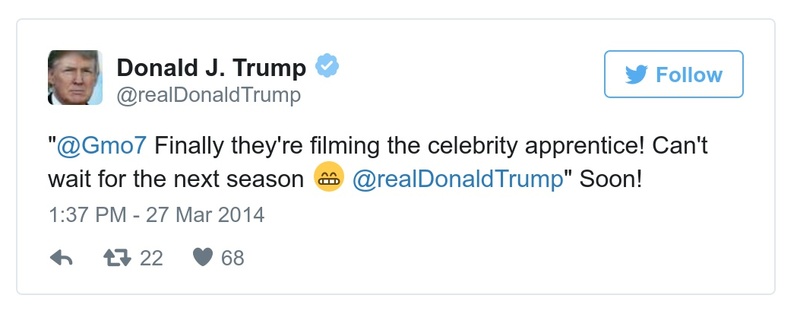 Donald J. Trump
@realDonaldTrump
Follow
"@Gmo7 Finally they're filming the celebrity apprentice! Can't
wait for the next season 😁 @realDonaldTrump" Soon!
1:37 PM - 27 Mar 2014
22 68